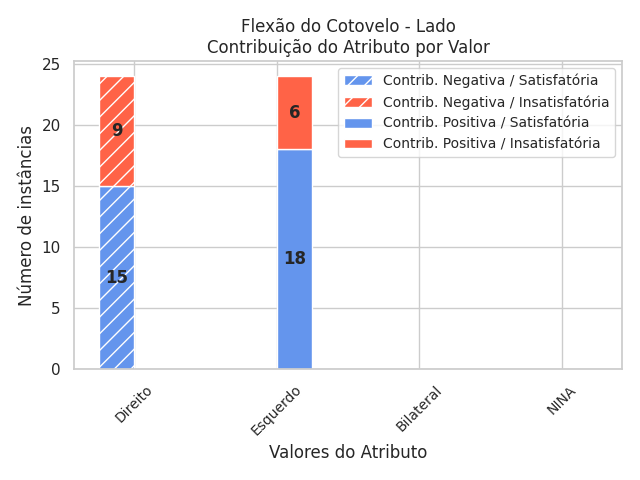 Flexão do Cotovelo - Lado
Contribuição do Atributo por Valor
Contrib. Negativa / Satisfatória
Contrib. Negativa / Insatisfatória
Contrib. Positiva / Satisfatória
Contrib. Positiva / Insatisfatória
Número de instâncias
25
20
15
10
5
0
9
15
6
18
Direito
Esquerdo
Bilateral
NINA
Valores do Atributo